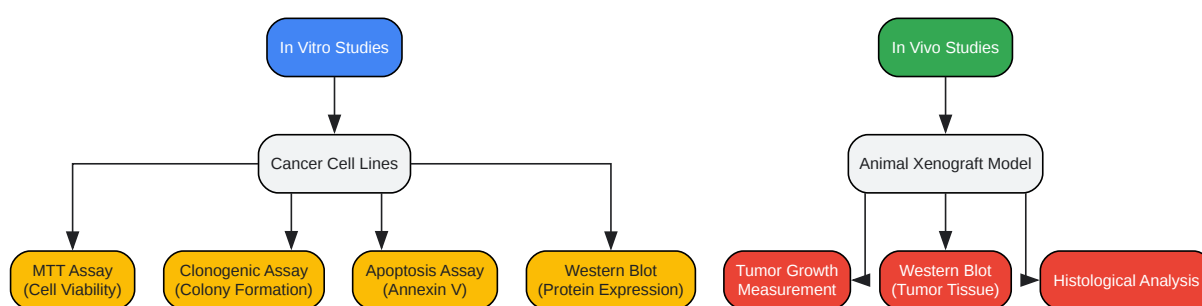 In Vitro Studies
In Vivo Studies
Cancer Cell Lines
Animal Xenograft Model
MTT Assay
(Cell Viability)
Clonogenic Assay
(Colony Formation)
Apoptosis Assay
(Annexin V)
Western Blot
(Protein Expression)
Tumor Growth
Measurement
Western Blot
(Tumor Tissue)
Histological Analysis